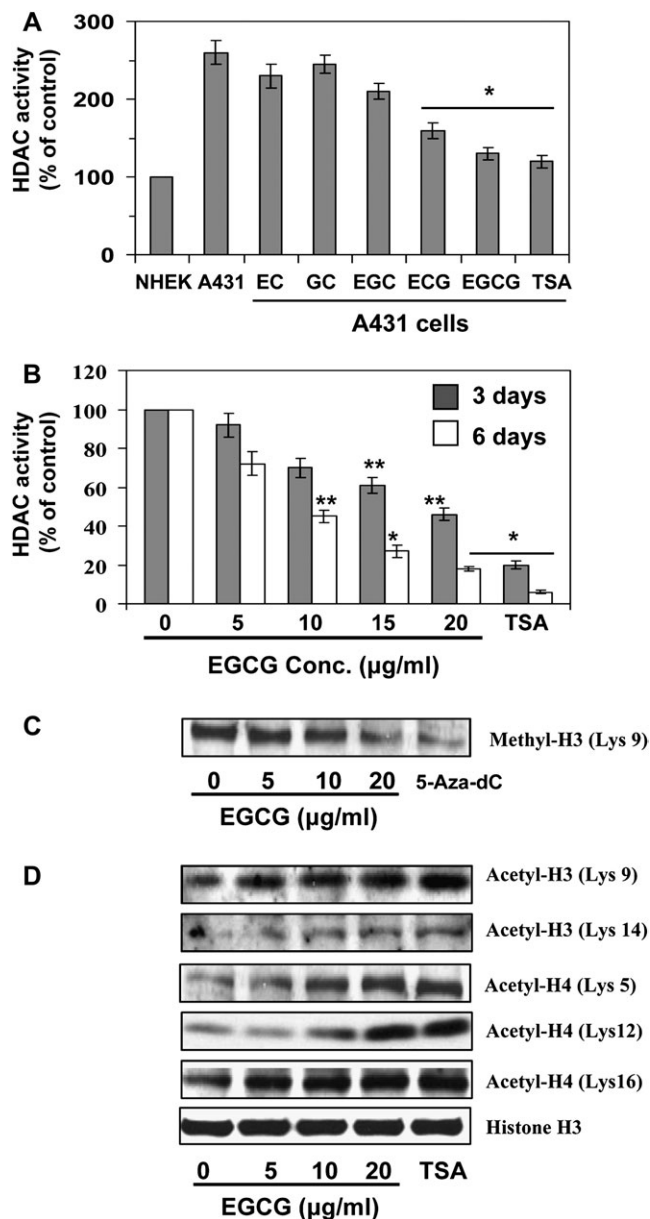 A
HDAC activity
(% of control)
300
200
100
0
NHEK A431 EC GC EGC ECG EGCG TSA
*
A431 cells
B
HDAC activity
(% of control)
120
100
80
60
40
20
0
3 days
6 days
** * ** ** *
0 5 10 15 20 TSA
EGCG Conc. (µg/ml)
C
Methyl-H3 (Lys 9)
0 5 10 20 5-Aza-dC
EGCG (µg/ml)
D
Acetyl-H3 (Lys 9)
Acetyl-H3 (Lys 14)
Acetyl-H4 (Lys 5)
Acetyl-H4 (Lys12)
Acetyl-H4 (Lys16)
Histone H3
0 5 10 20 TSA
EGCG (µg/ml)